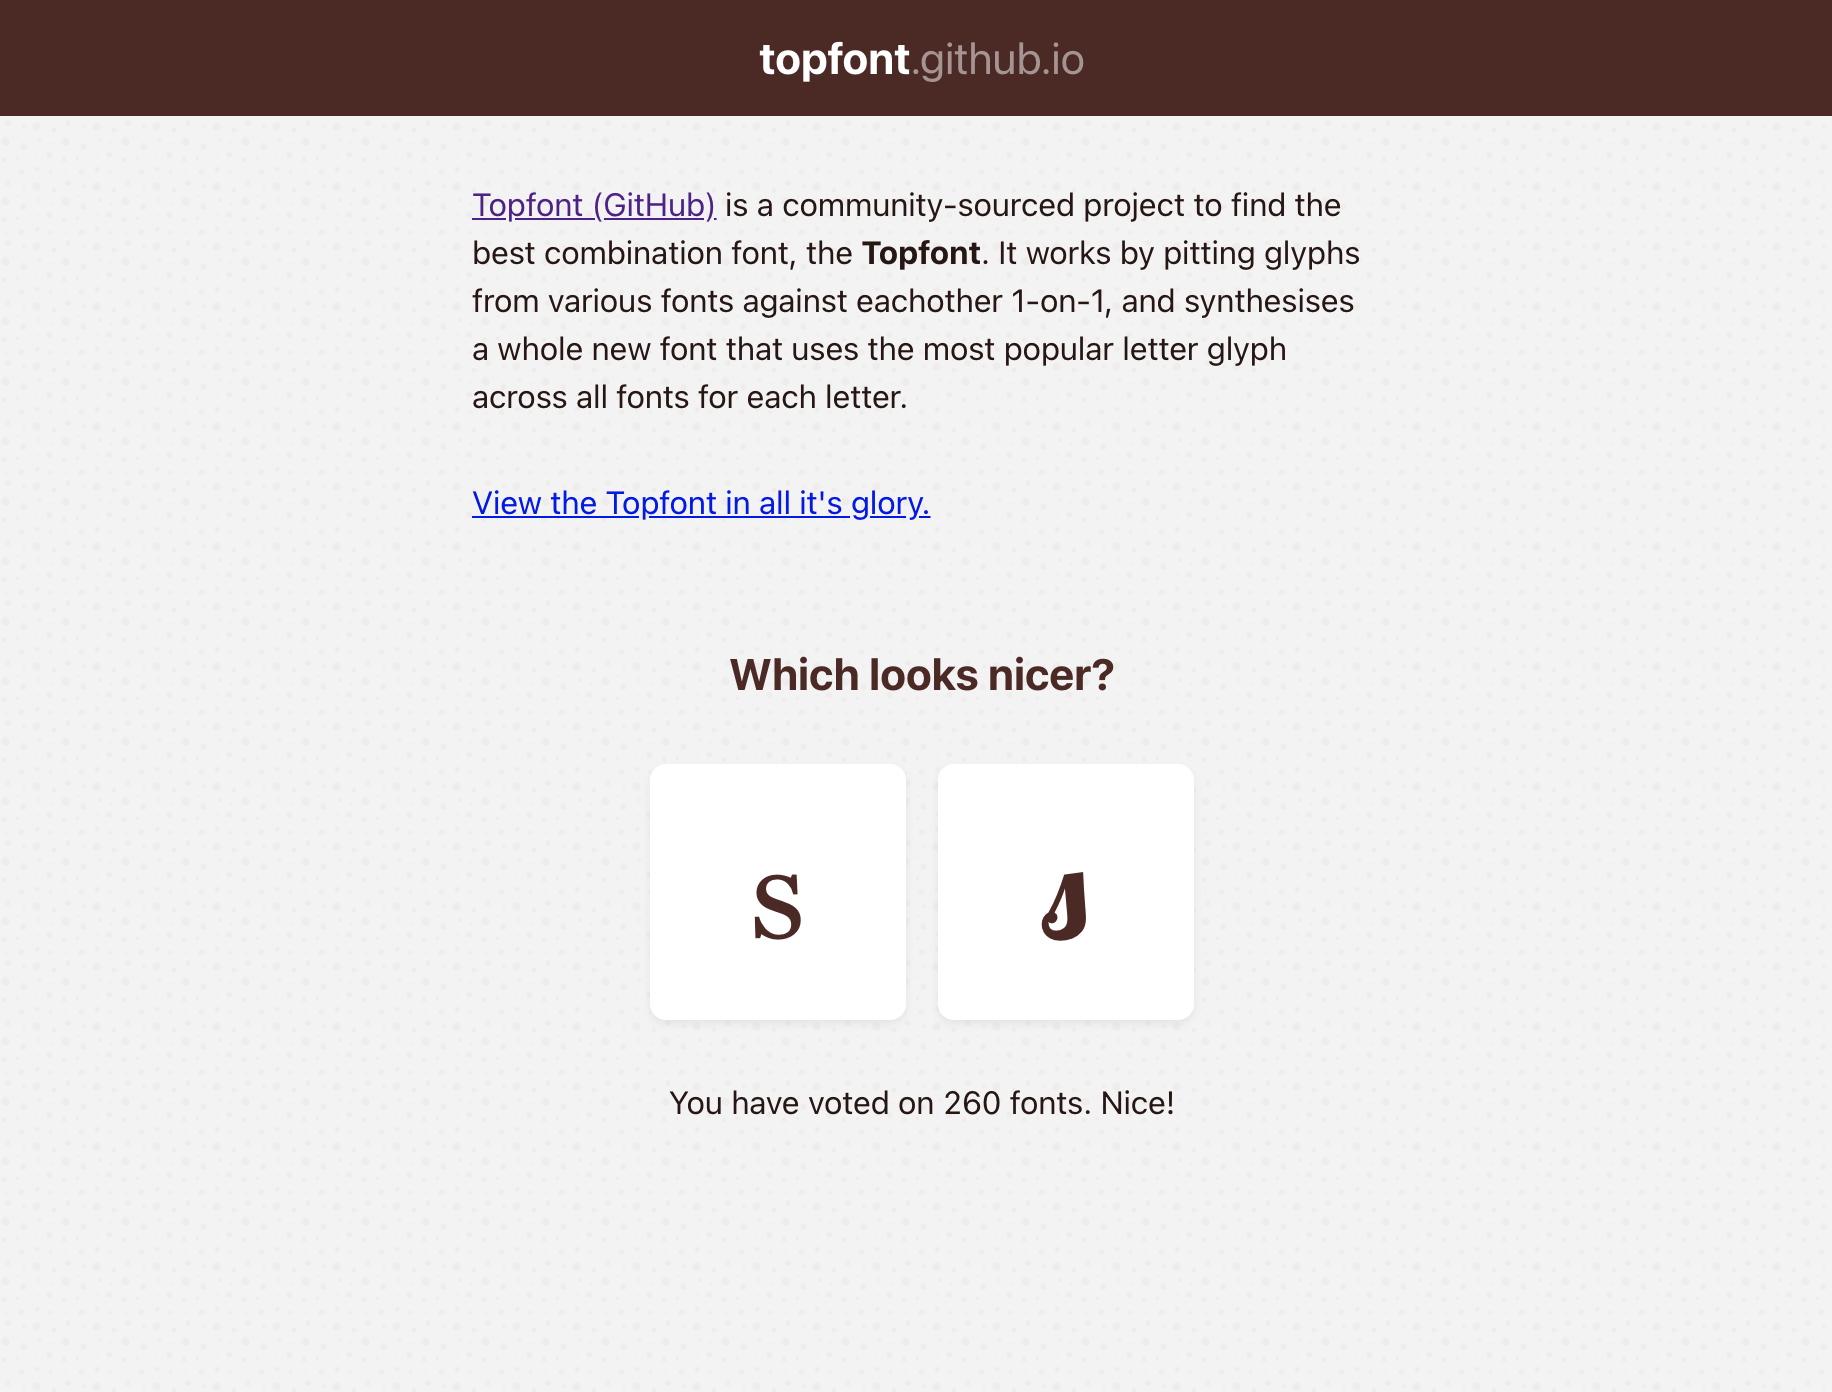 topfont.github.io
Topfont (GitHub) is a community-sourced project to find the
best combination font, the Topfont. It works by pitting glyphs
from various fonts against eachother 1-on-1, and synthesises
a whole new font that uses the most popular letter glyph
across all fonts for each letter.
View the Topfont in all it's glory.
Which looks nicer?
S s
You have voted on 260 fonts. Nice!